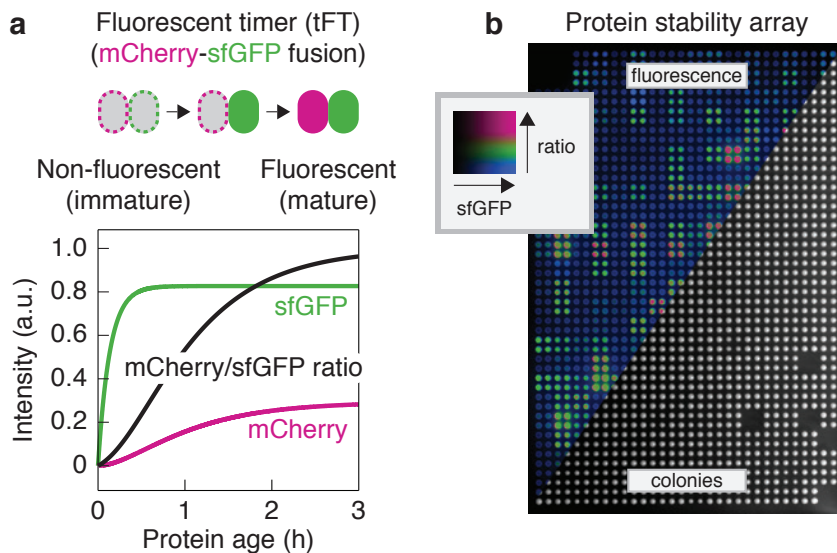 a
Fluorescent timer (tFT)
(mCherry-sfGFP fusion)
Non-fluorescent
(immature)
Fluorescent
(mature)
Intensity (a.u.)
1.0
0.8
0.6
0.4
0.2
0
sfGFP
mCherry/sfGFP ratio
mCherry
0
1
2
3
Protein age (h)
b
Protein stability array
fluorescence
ratio
sfGFP
colonies